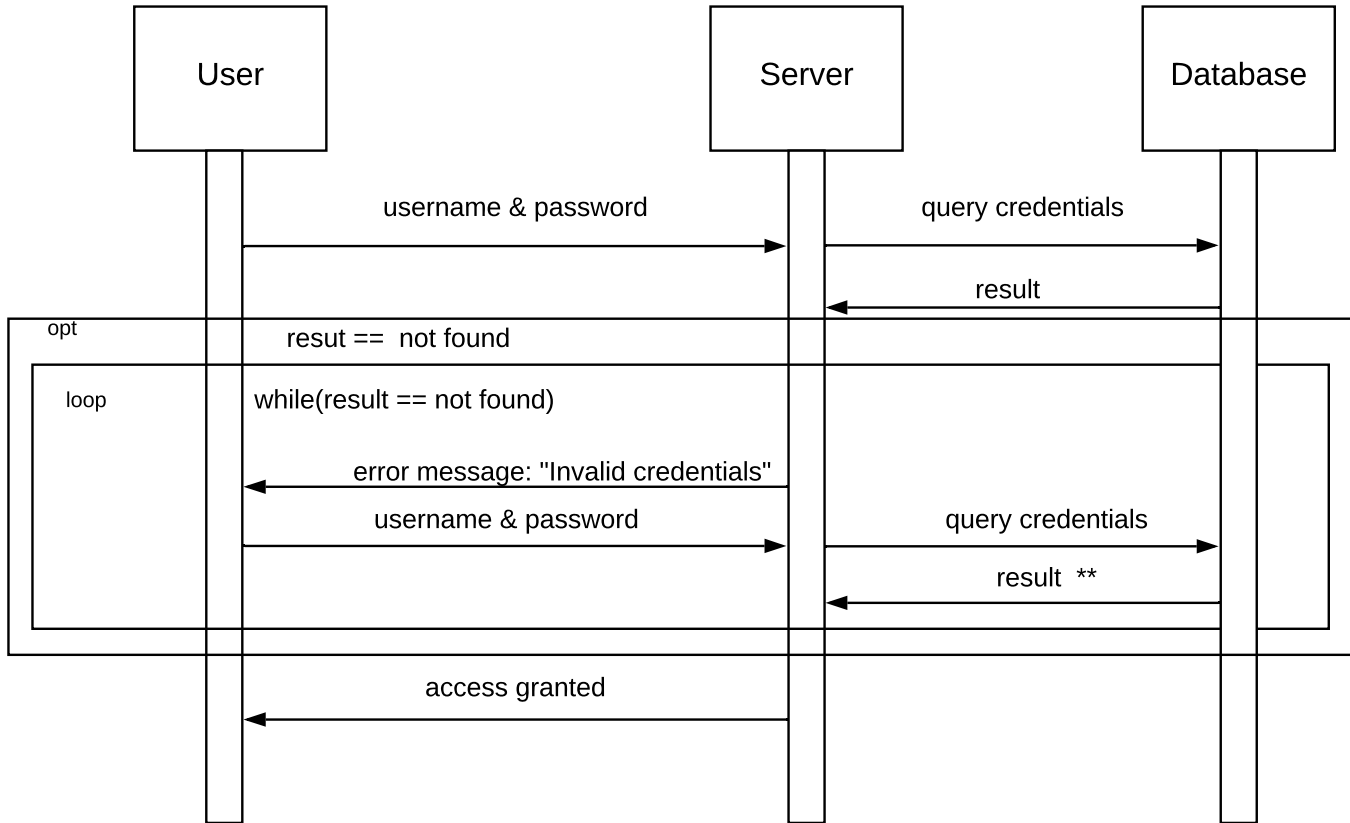 User
Server
Database
username & password
query credentials
result
opt
resut ==  not found
loop
while(result == not found)
error message: "Invalid credentials"
username & password
query credentials
result  **
access granted